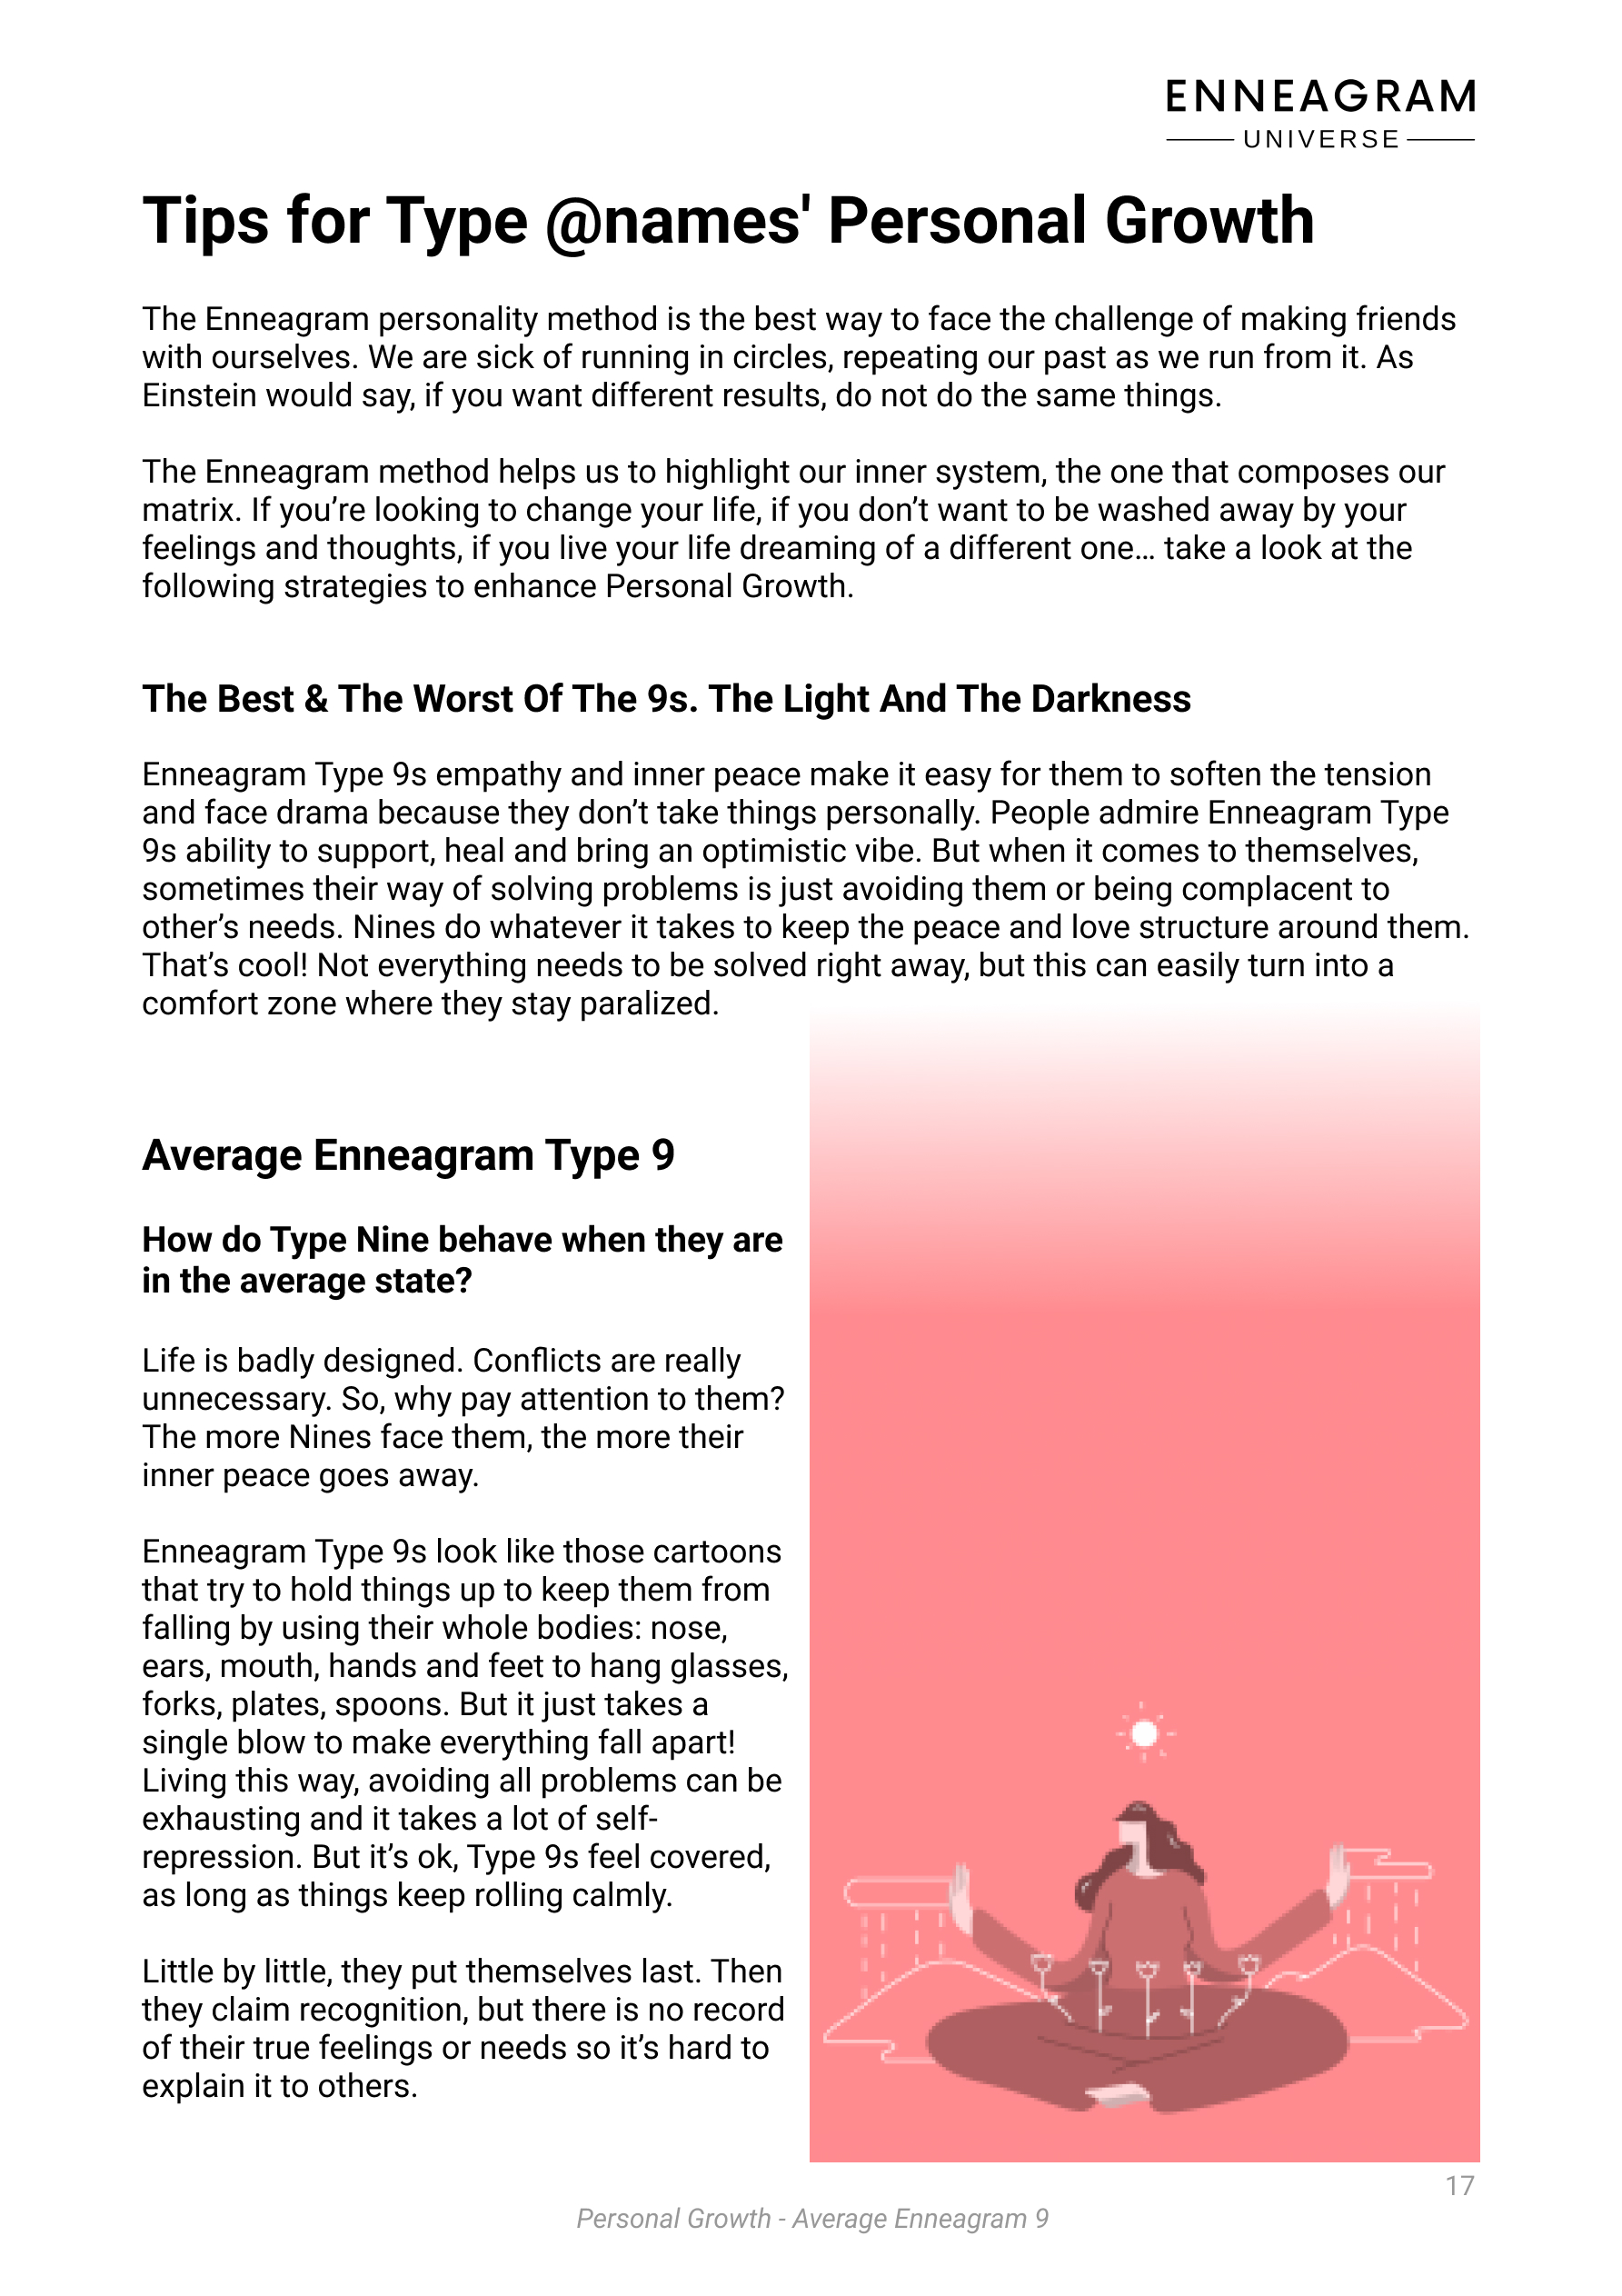 ENNEAGRAM
UNIVERSE
Tips for Type @names' Personal Growth
The Enneagram personality method is the best way to face the challenge of making friends
with ourselves. We are sick of running in circles, repeating our past as we run from it. As
Einstein would say, if you want different results, do not do the same things.
The Enneagram method helps us to highlight our inner system, the one that composes our
matrix. If you’re looking to change your life, if you don’t want to be washed away by your
feelings and thoughts, if you live your life dreaming of a different one… take a look at the
following strategies to enhance Personal Growth.
The Best & The Worst Of The 9s. The Light And The Darkness
Enneagram Type 9s empathy and inner peace make it easy for them to soften the tension
and face drama because they don’t take things personally. People admire Enneagram Type
9s ability to support, heal and bring an optimistic vibe. But when it comes to themselves,
sometimes their way of solving problems is just avoiding them or being complacent to
other’s needs. Nines do whatever it takes to keep the peace and love structure around them.
That’s cool! Not everything needs to be solved right away, but this can easily turn into a
comfort zone where they stay paralized.
Average Enneagram Type 9
How do Type Nine behave when they are
in the average state?
Life is badly designed. Conflicts are really
unnecessary. So, why pay attention to them?
The more Nines face them, the more their
inner peace goes away.
Enneagram Type 9s look like those cartoons
that try to hold things up to keep them from
falling by using their whole bodies: nose,
ears, mouth, hands and feet to hang glasses,
forks, plates, spoons. But it just takes a
single blow to make everything fall apart!
Living this way, avoiding all problems can be
exhausting and it takes a lot of self-
repression. But it’s ok, Type 9s feel covered,
as long as things keep rolling calmly.
Little by little, they put themselves last. Then
they claim recognition, but there is no record
of their true feelings or needs so it’s hard to
explain it to others.
17
Personal Growth - Average Enneagram 9